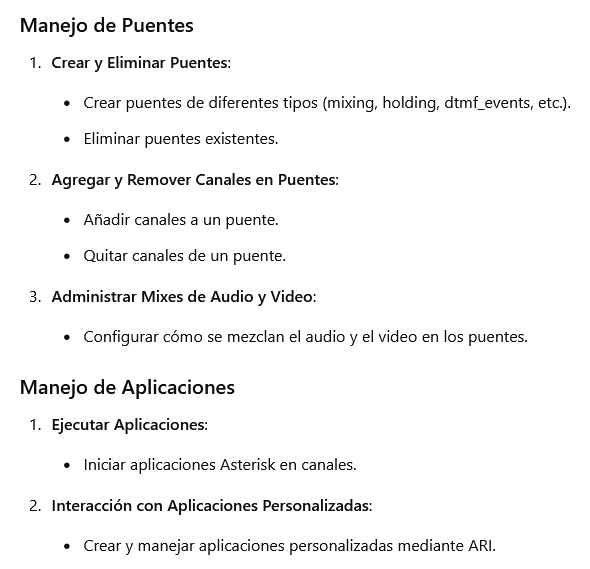 Manejo de Puentes
1. Crear y Eliminar Puentes:
• Crear puentes de diferentes tipos (mixing, holding, dtmf_events, etc.).
• Eliminar puentes existentes.
2. Agregar y Remover Canales en Puentes:
• Añadir canales a un puente.
• Quitar canales de un puente.
3. Administrar Mixes de Audio y Video:
• Configurar cómo se mezclan el audio y el video en los puentes.
Manejo de Aplicaciones
1. Ejecutar Aplicaciones:
• Iniciar aplicaciones Asterisk en canales.
2. Interacción con Aplicaciones Personalizadas:
• Crear y manejar aplicaciones personalizadas mediante ARI.